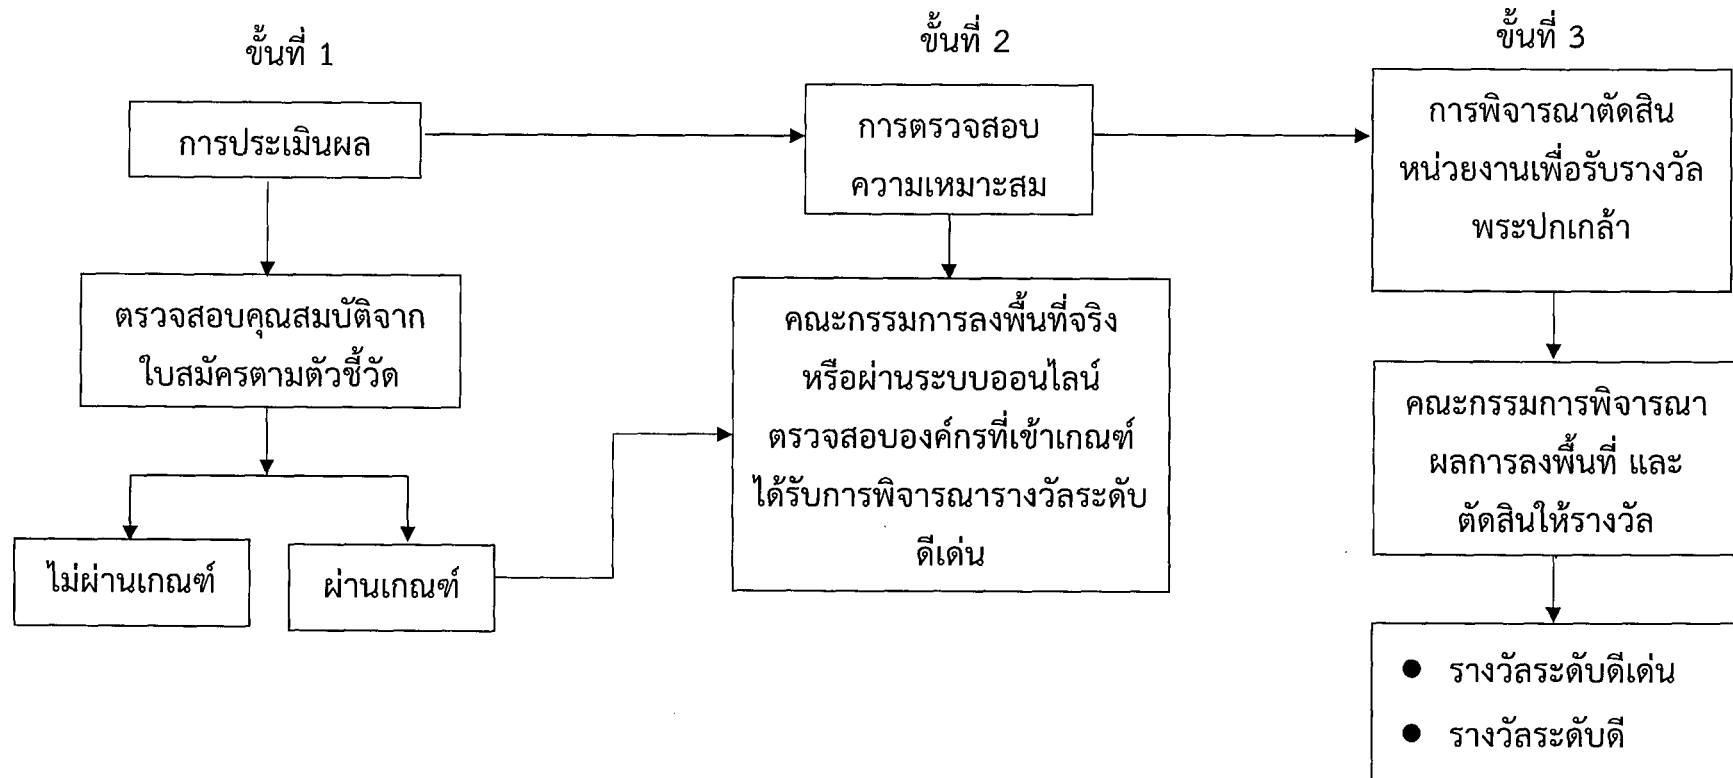 ขั้นที่ 1
การประเมินผล
ตรวจสอบคุณสมบัติจาก
ใบสมัครตามตัวชี้วัด
ไม่ผ่านเกณฑ์
ผ่านเกณฑ์
ขั้นที่ 2
การตรวจสอบ
ความเหมาะสม
คณะกรรมการลงพื้นที่จริง
หรือผ่านระบบออนไลน์
ตรวจสอบองค์กรที่เข้าเกณฑ์
ได้รับการพิจารณารางวัลระดับ
ดีเด่น
ขั้นที่ 3
การพิจารณาตัดสิน
หน่วยงานเพื่อรับรางวัล
พระปกเกล้า
คณะกรรมการพิจารณา
ผลการลงพื้นที่ และ
ตัดสินให้รางวัล
● รางวัลระดับดีเด่น
● รางวัลระดับดี